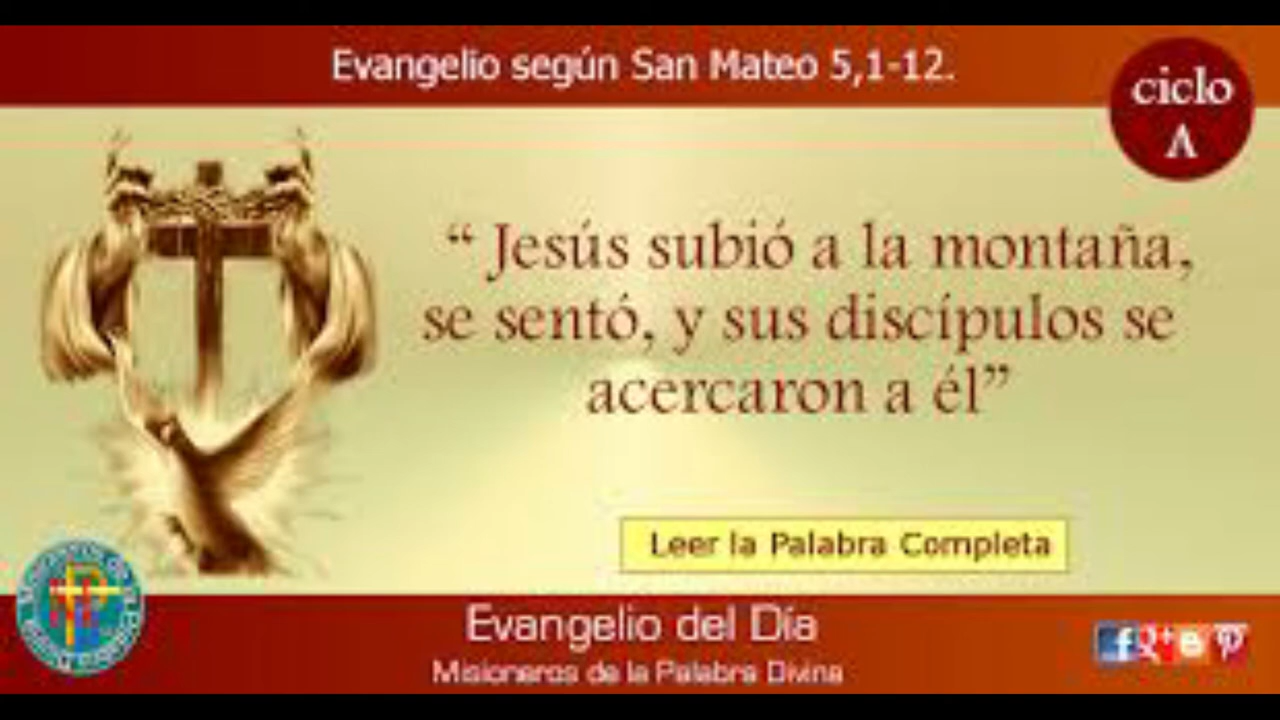 Evangelio según San Mateo 5,1-12.
ciclo
A
“ Jesús subió a la montaña,
se sentó, y sus discípulos se
acercaron a él”
Leer la Palabra Completa
Evangelio del Día
Misioneros de la Palabra Divina